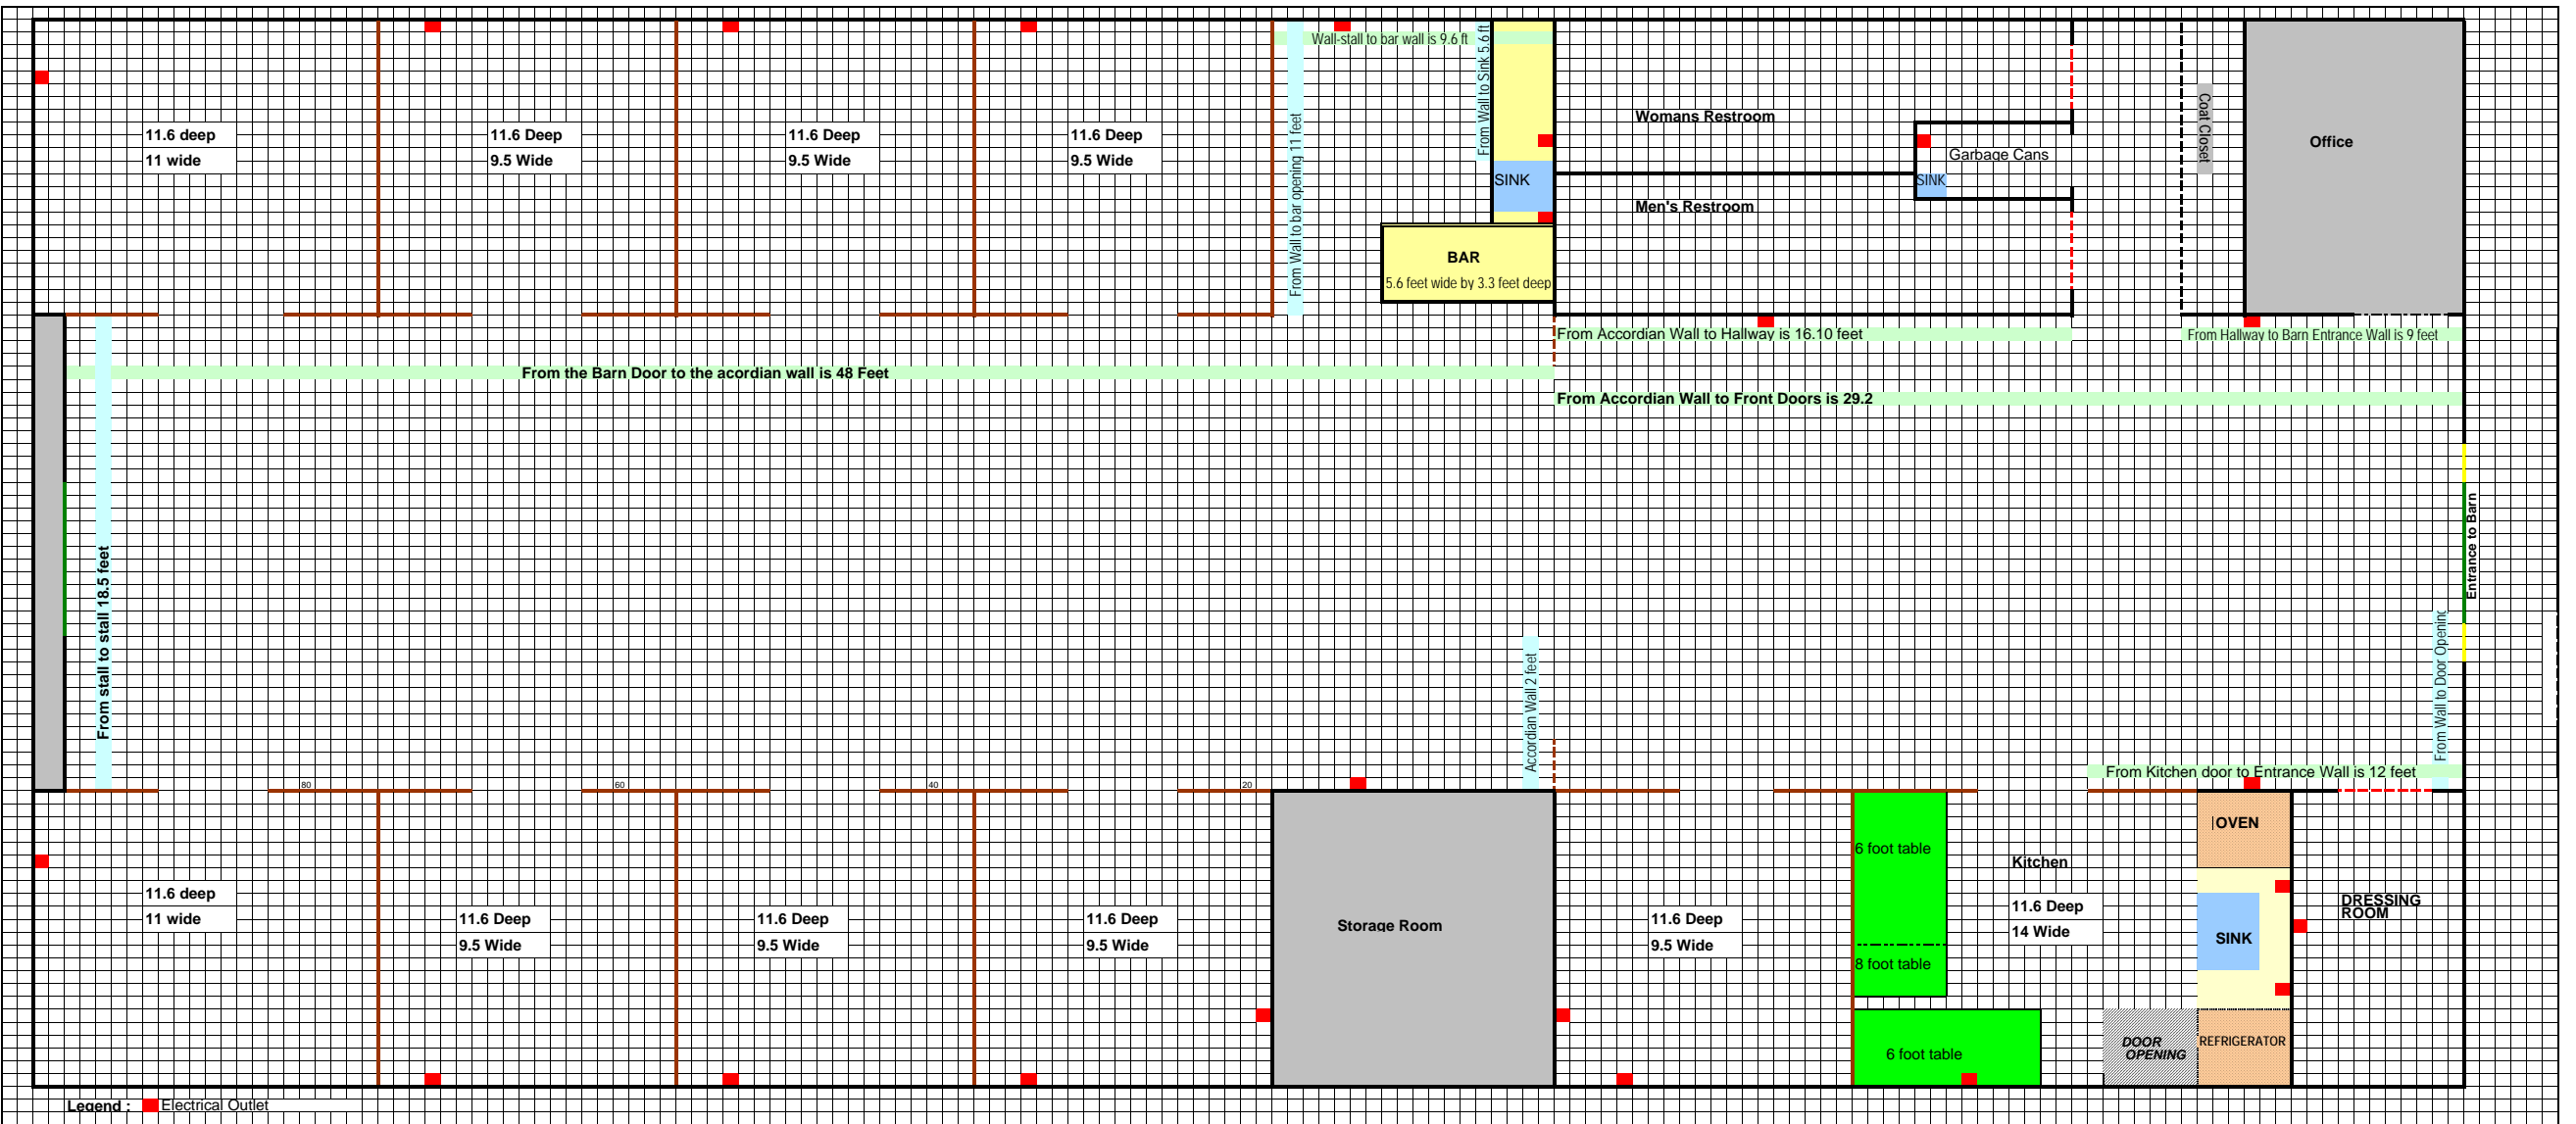 Wall-stall to bar wall is 9.6 ft
From Wall to Sink 5.6 ft
From Wall to bar opening 11 feet
11.6 deep
11 wide
11.6 Deep
9.5 Wide
11.6 Deep
9.5 Wide
11.6 Deep
9.5 Wide
SINK
BAR
5.6 feet wide by 3.3 feet deep
Womans Restroom
Men's Restroom
Garbage Cans
SINK
Coat Closet
Office
From Accordian Wall to Hallway is 16.10 feet
From Hallway to Barn Entrance Wall is 9 feet
From the Barn Door to the acordian wall is 48 Feet
From Accordian Wall to Front Doors is 29.2
From stall to stall 18.5 feet
Entrance to Barn
From Wall to Door Opening
Accordian Wall 2 feet
From Kitchen door to Entrance Wall is 12 feet
80
60
40
20
11.6 deep
11 wide
11.6 Deep
9.5 Wide
11.6 Deep
9.5 Wide
11.6 Deep
9.5 Wide
Storage Room
11.6 Deep
9.5 Wide
6 foot table
8 foot table
6 foot table
Kitchen
11.6 Deep
14 Wide
OVEN
SINK
DOOR
OPENING
REFRIGERATOR
DRESSING
ROOM
Legend : Electrical Outlet